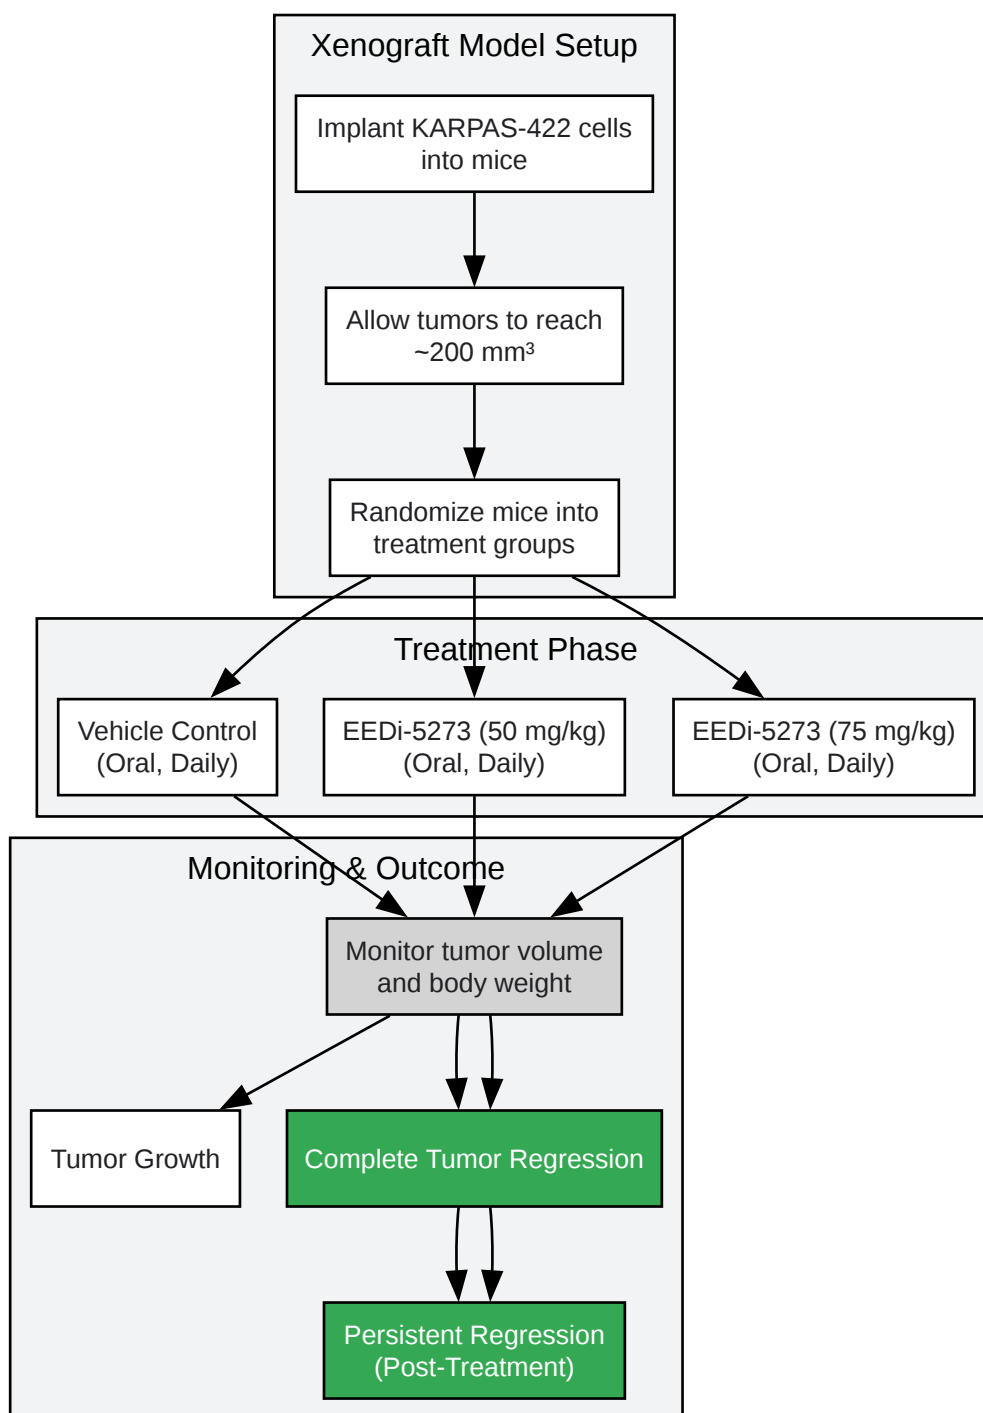 Xenograft Model Setup
Implant KARPAS-422 cells
into mice
Allow tumors to reach
~200 mm³
Randomize mice into
treatment groups
Treatment Phase
Vehicle Control
(Oral, Daily)
EEDi-5273 (50 mg/kg)
(Oral, Daily)
EEDi-5273 (75 mg/kg)
(Oral, Daily)
Monitoring & Outcome
Monitor tumor volume
and body weight
Tumor Growth
Complete Tumor Regression
Persistent Regression
(Post-Treatment)